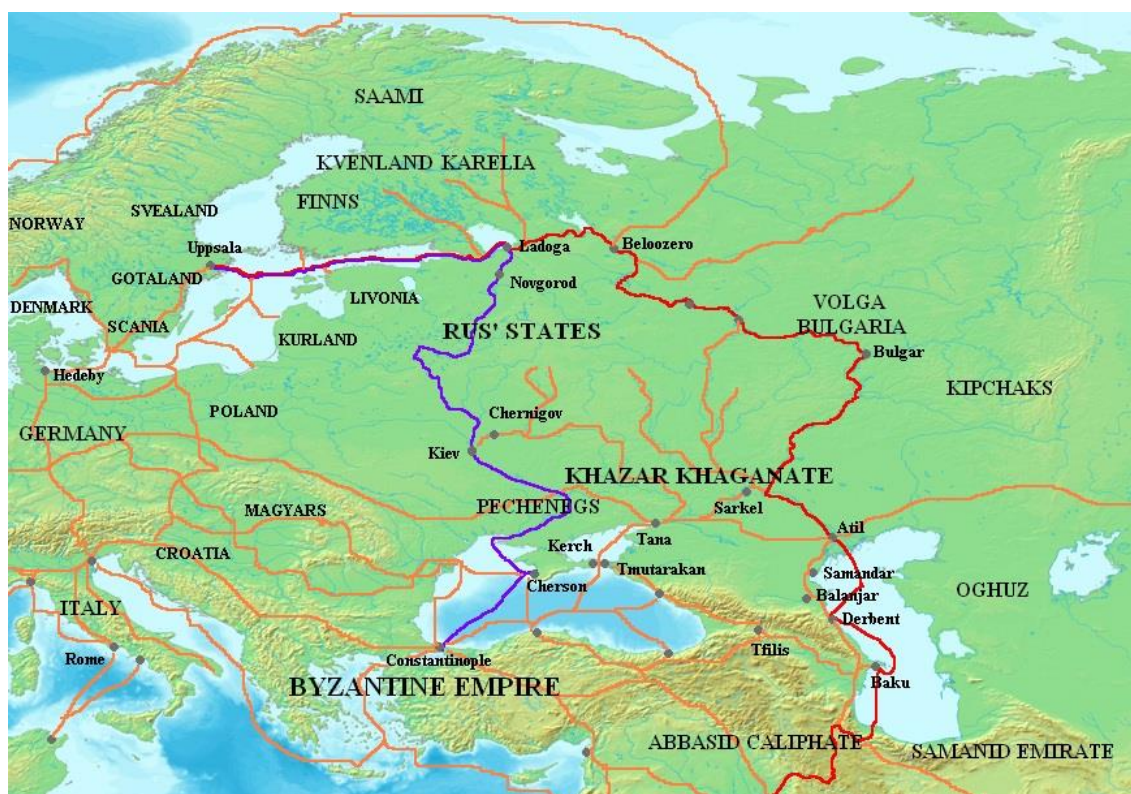 SAAMI
KVENLAND KARELIA
FINNS
SVEALAND
NORWAY
Uppsala
Ladoga
Beloozero
GOTALAND
Novgorod
LIVONIA
DENMARK
VOLGA
BULGARIA
SCANIA
RUS' STATES
KURLAND
Bulgar
Hedeby
KIPCHAKS
POLAND
Chernigov
GERMANY
Kiev
KHAZAR KHAGANATE
PECHENEGS
Sarkel
MAGYARS
Tana
Atil
CROATIA
Kerch
Tmutarakan
Samandar
Cherson
OGHUZ
Balanjar
ITALY
Derbent
Rome
Constantinople
Tfilis
Baku
BYZANTINE EMPIRE
ABBASID CALIPHATE
SAMANID EMIRATE